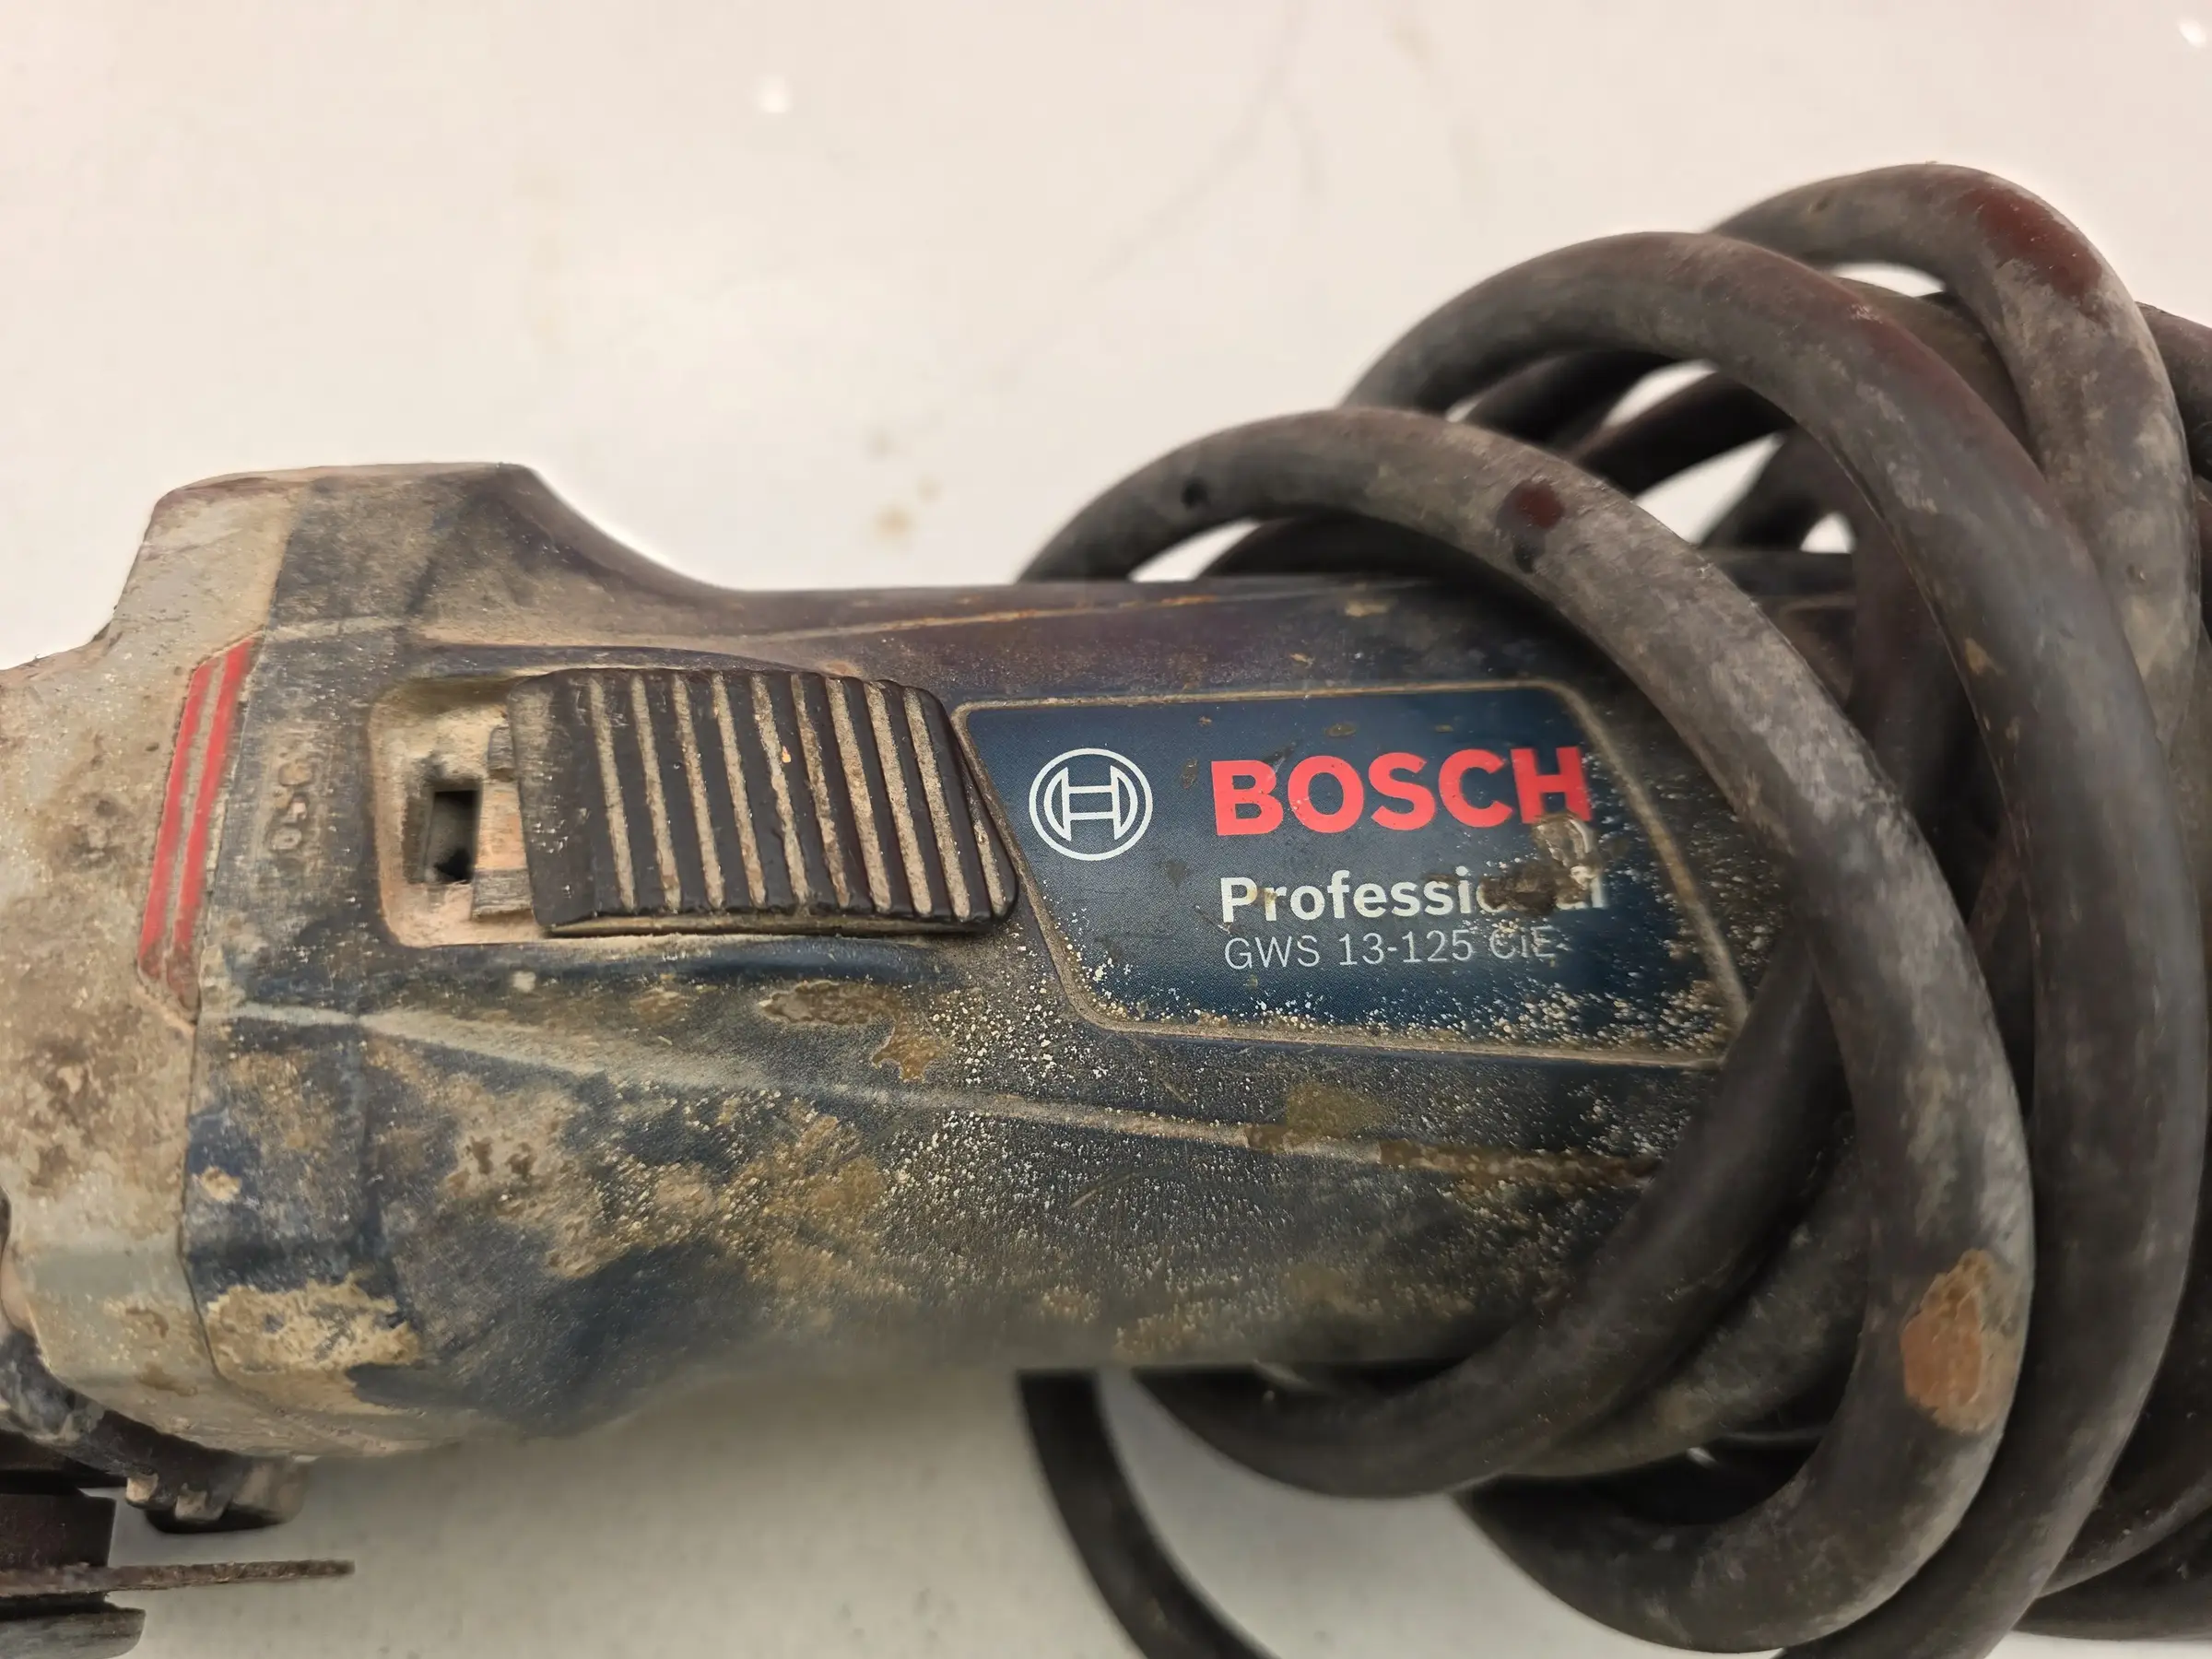 BOSCH
Professional
GWS 13-125 CIE